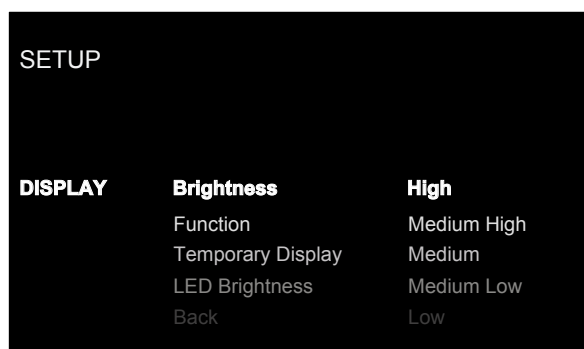 SETUP
DISPLAY Brightness High
Function Medium High
Temporary Display Medium
LED Brightness Medium Low
Back Low